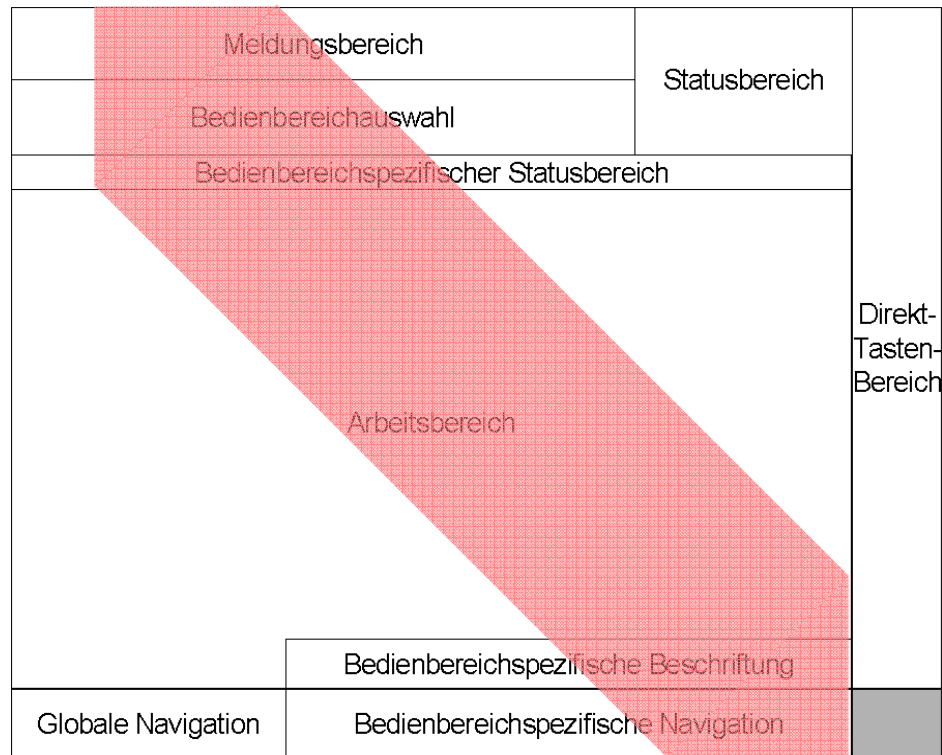 Meldungsbereich
Statusbereich
Bedienbereichauswahl
Bedienbereichspezifischer Statusbereich
Direkt-
Tasten-
Bereich
Arbeitsbereich
Bedienbereichspezifische Beschriftung
Globale Navigation
Bedienbereichspezifische Navigation